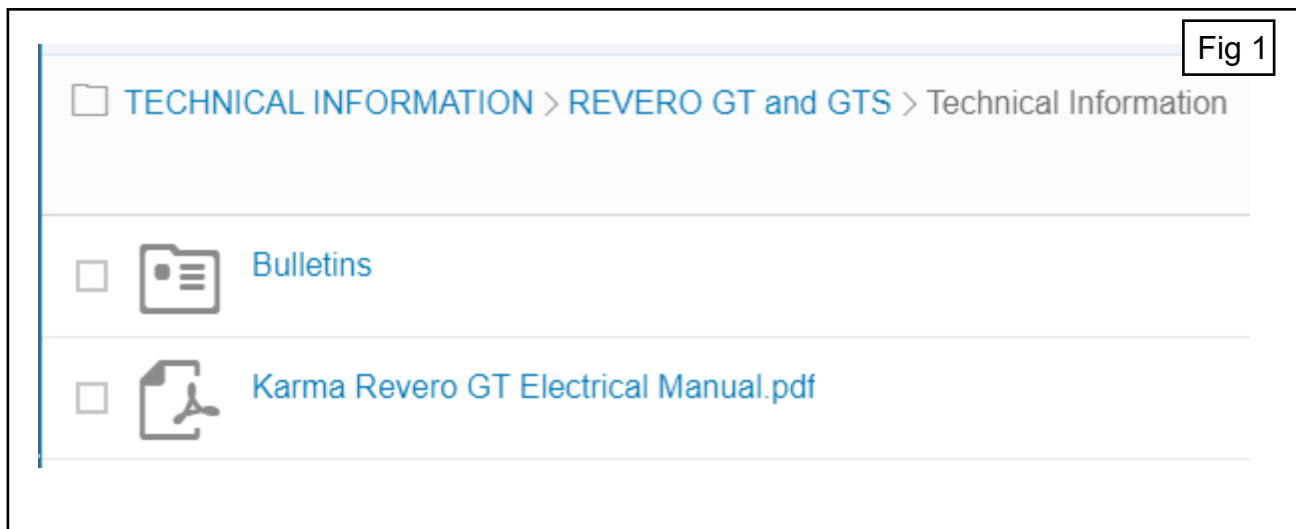 Fig 1
TECHNICAL INFORMATION > REVERO GT and GTS > Technical Information
Bulletins
Karma Revero GT Electrical Manual.pdf